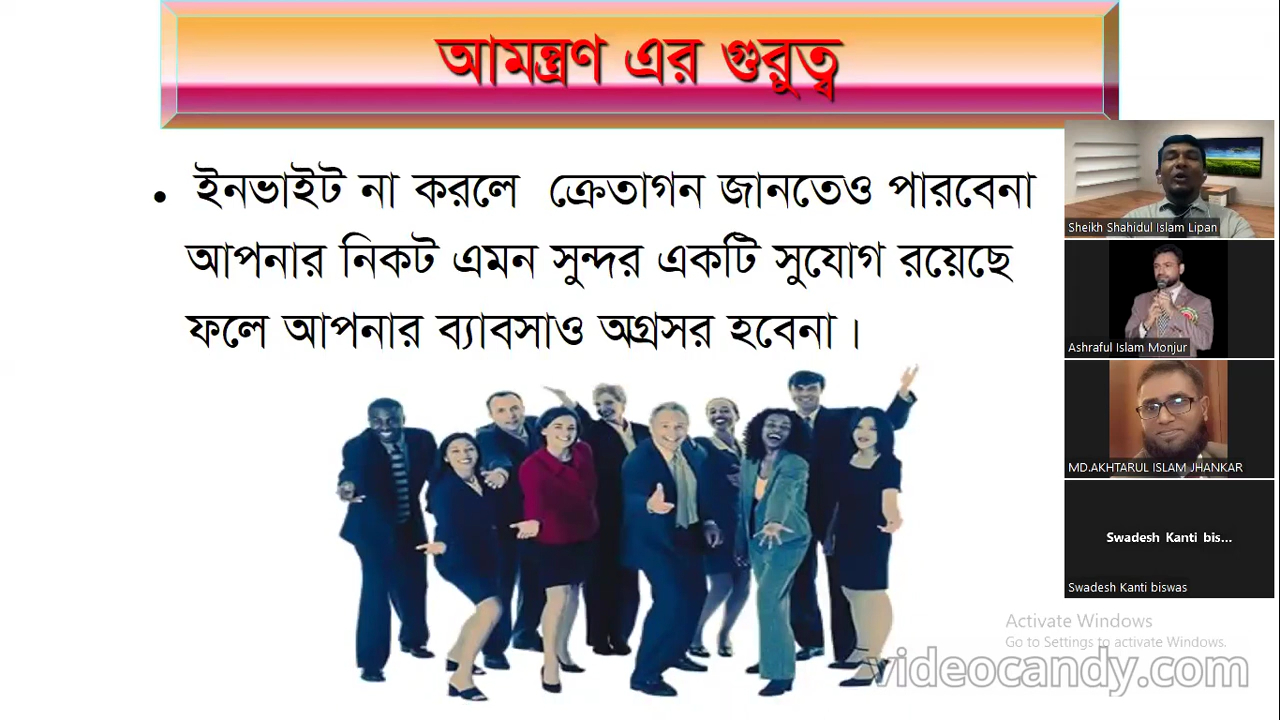 আমন্ত্রণ এর গুরুত্ব
• ইনভাইট না করলে ক্রেতাগন জানতেও পারবেনা
আপনার নিকট এমন সুন্দর একটি সুযোগ রয়েছে
ফলে আপনার ব্যাবসাও অগ্রসর হবেনা।
Sheikh Shahidul Islam Lipan
Ashraful Islam Monjur
MD.AKHTARUL ISLAM JHANKAR
Swadesh Kanti bis...
Swadesh Kanti biswas
Activate Windows
Go to Settings to activate Windows.
videocandy.com